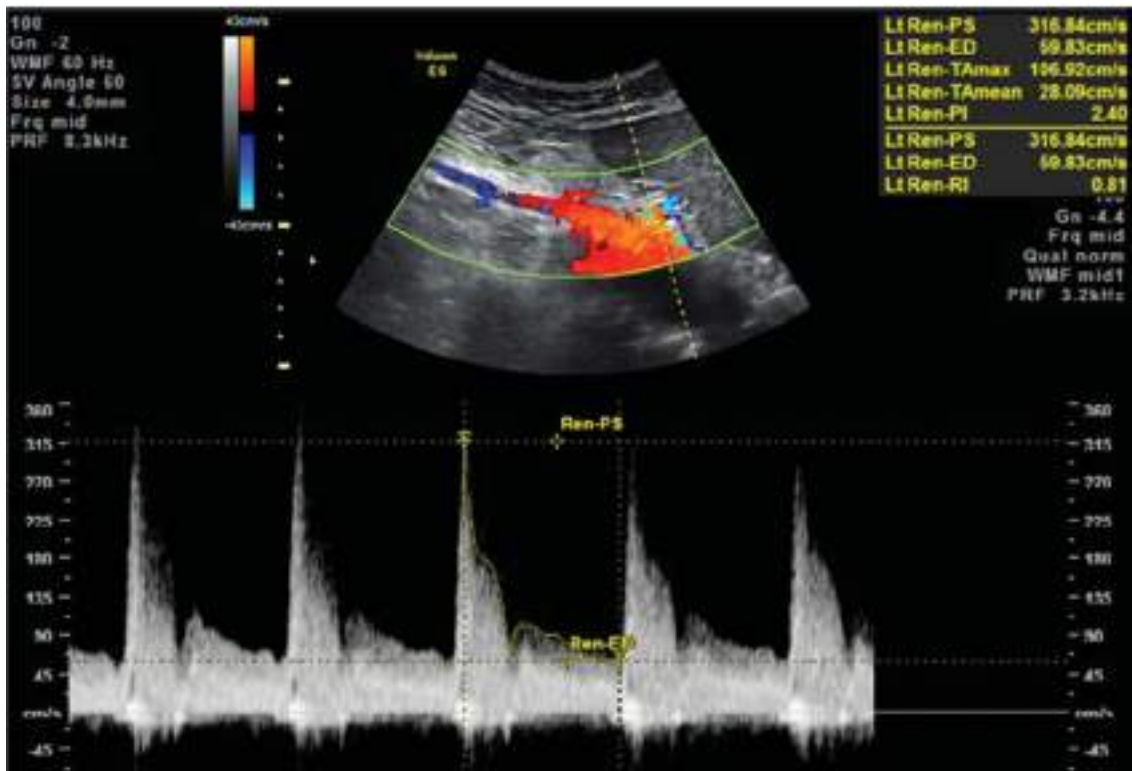 100
Gn -2
WMF 60 Hz
SV Angle 60
Size 4.0mm
Frq mid
PRF 8.3kHz
43cm/s
-43cm/s
Lt Ren-PS 316.84cm/s
Lt Ren-ED 59.83cm/s
Lt Ren-TAmax 106.92cm/s
Lt Ren-TAmean 28.09cm/s
Lt Ren-PI 2.40
Lt Ren-PS 316.84cm/s
Lt Ren-ED 59.83cm/s
Lt Ren-RI 0.81
Gn -4.4
Frq mid
Qual norm
WMF mid1
PRF 3.2kHz
Ren-PS
Ren-ED
360 360
315 315
270 270
225 225
180 180
135 135
90 90
45 45
cm/s cm/s
-45 -45